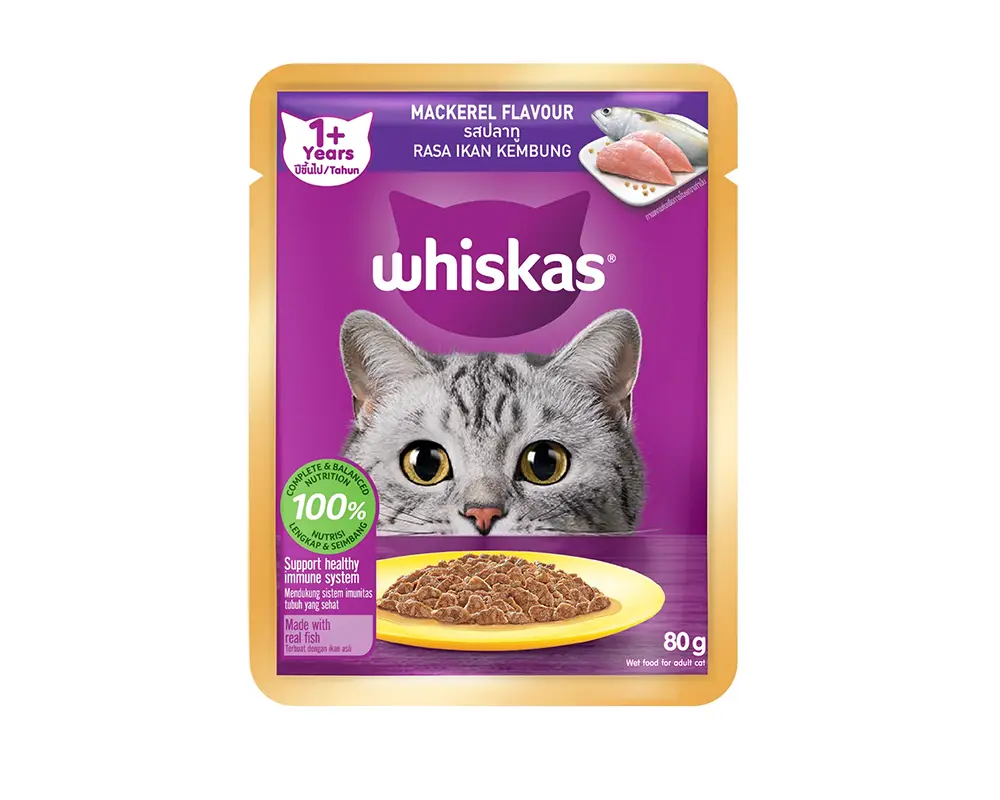 MACKEREL FLAVOUR
รสปลาทู
RASA IKAN KEMBUNG
1+
Years
ปีขึ้นไป/Tahun
whiskas®
COMPLETE & BALANCED
NUTRITION
100%
NUTRISI
LENGKAP & SEIMBANG
Support healthy
immune system
Mendukung sistem imunitas
tubuh yang sehat
Made with
real fish
Terbuat dengan ikan asli
80g
Wet food for adult cat